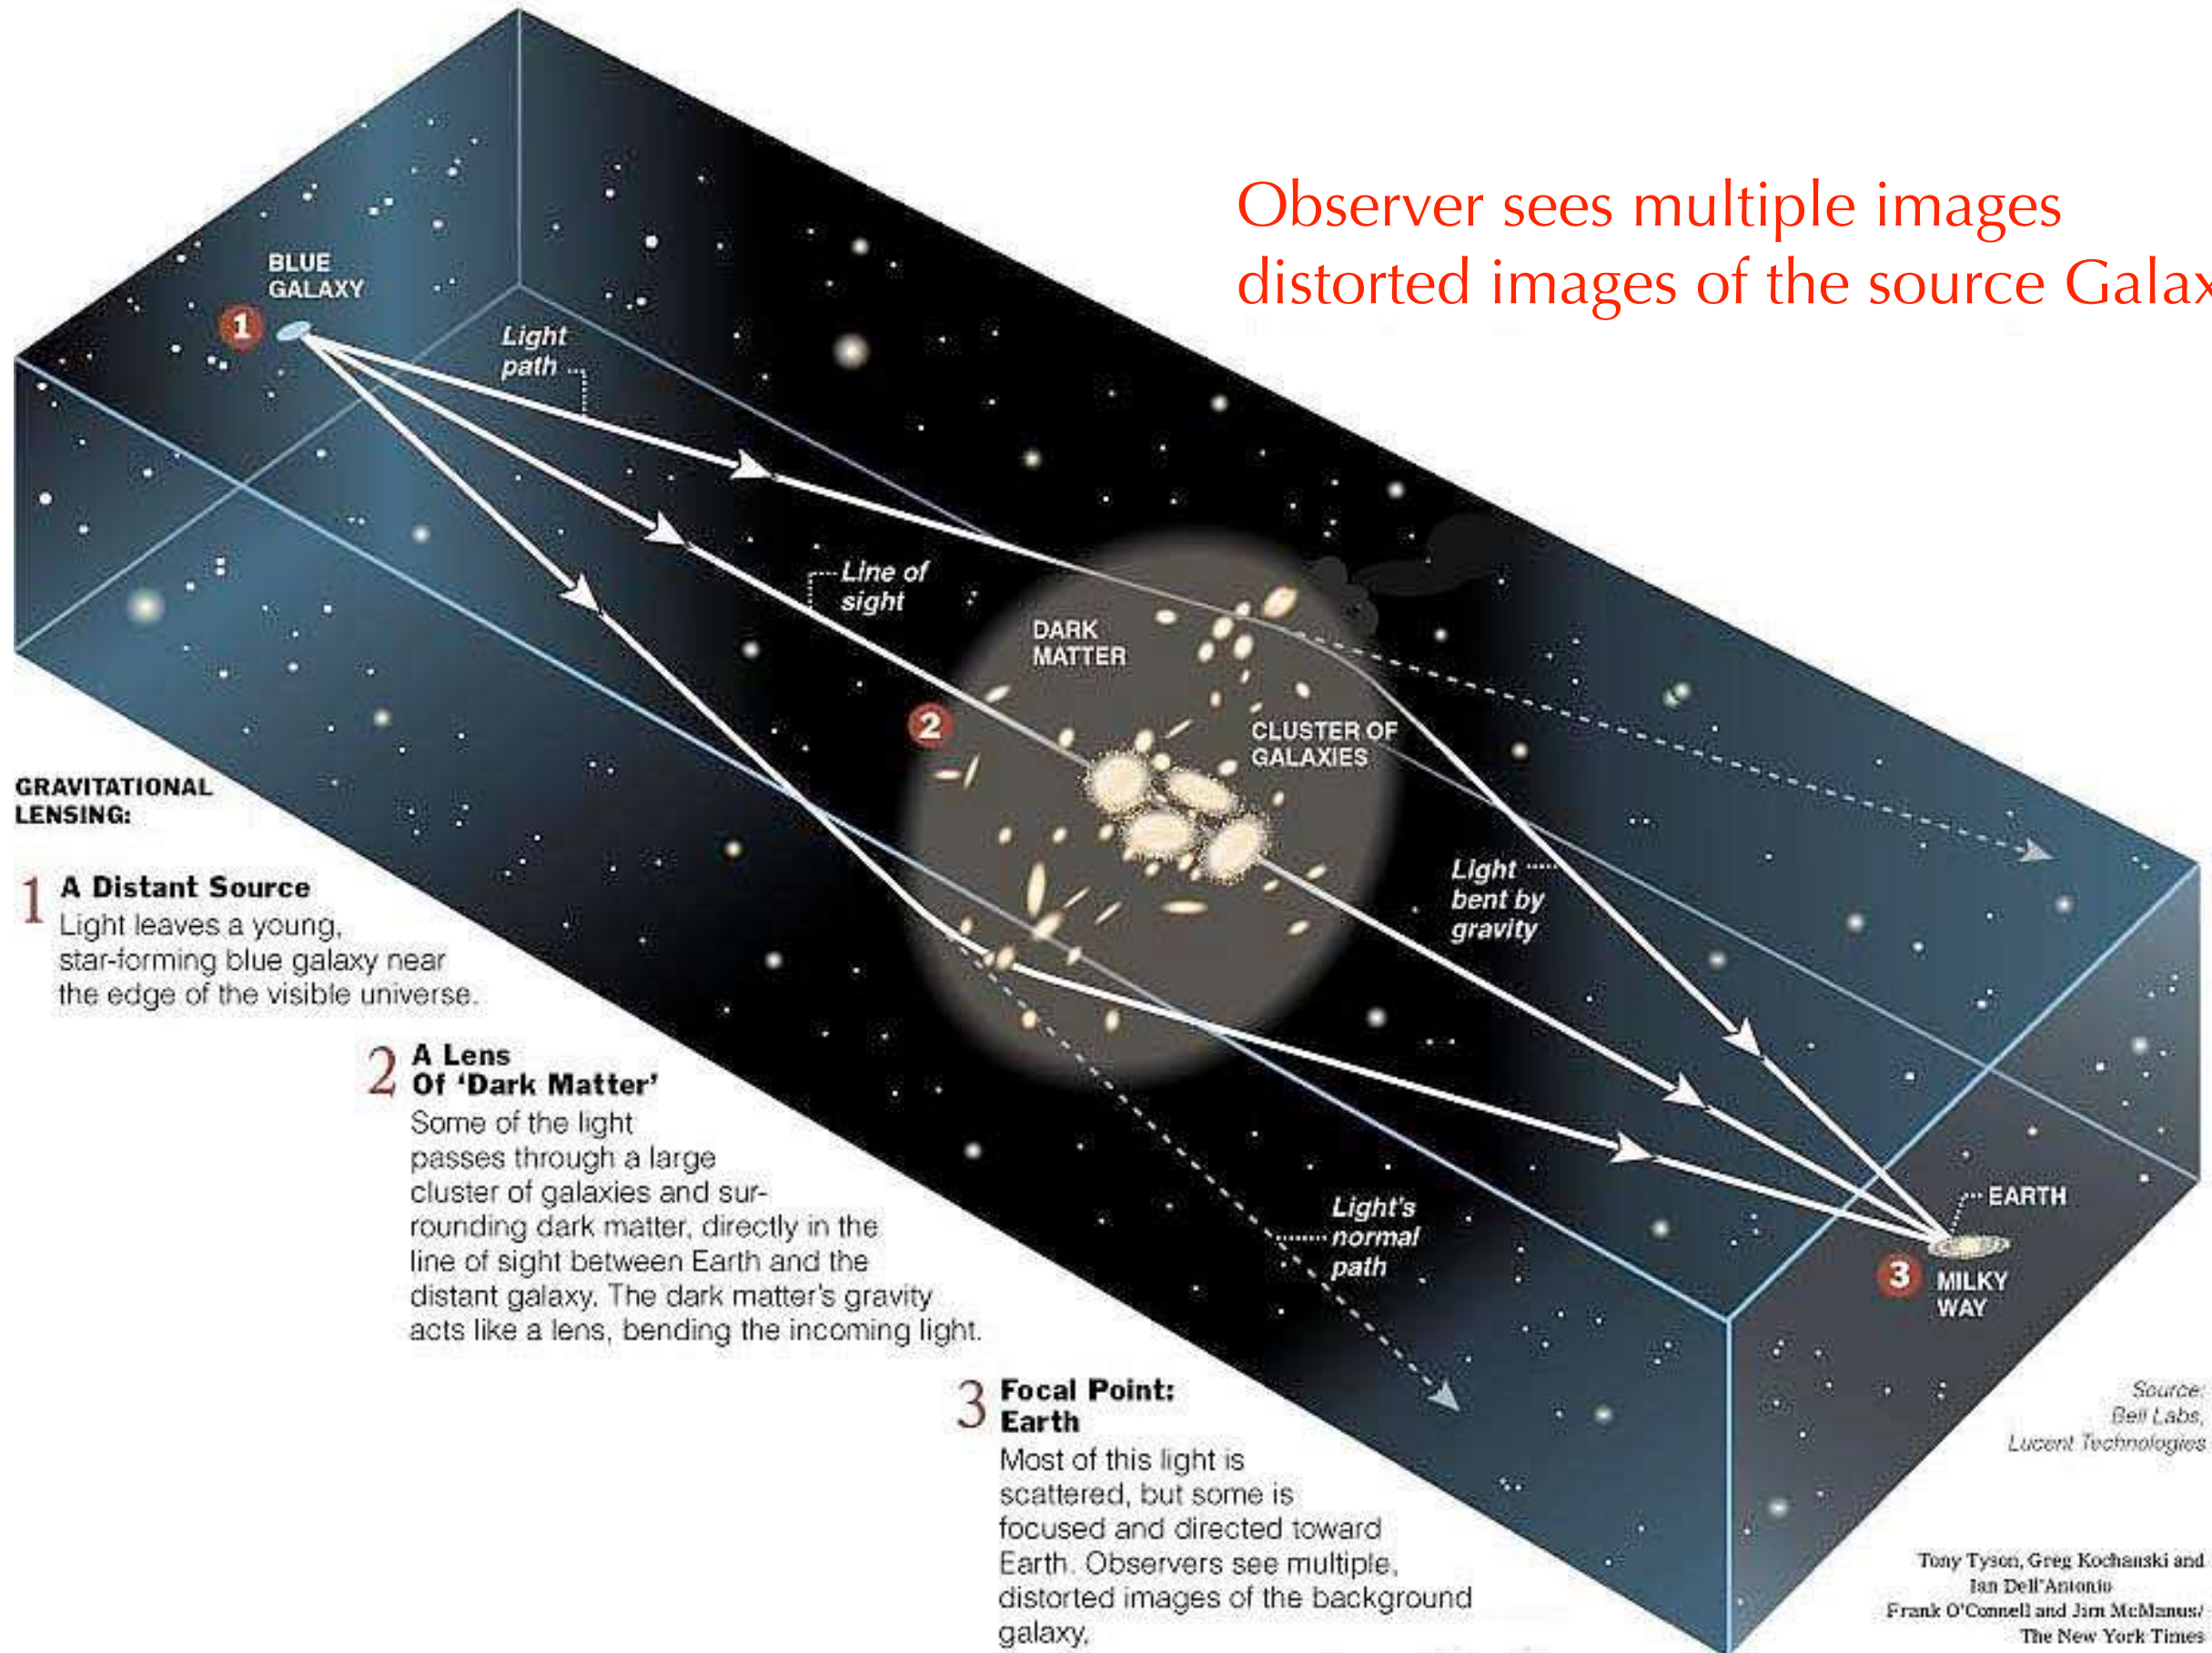 Observer sees multiple images
distorted images of the source Galax
BLUE
GALAXY
1
Light
path
Line of
sight
DARK
MATTER
2
CLUSTER OF
GALAXIES
Light
bent by
gravity
Light's
normal
path
EARTH
3
MILKY
WAY
GRAVITATIONAL
LENSING:
1 A Distant Source
Light leaves a young,
star-forming blue galaxy near
the edge of the visible universe.
2 A Lens
Of 'Dark Matter'
Some of the light
passes through a large
cluster of galaxies and sur-
rounding dark matter, directly in the
line of sight between Earth and the
distant galaxy. The dark matter's gravity
acts like a lens, bending the incoming light.
3 Focal Point:
Earth
Most of this light is
scattered, but some is
focused and directed toward
Earth. Observers see multiple,
distorted images of the background
galaxy.
Source:
Bell Labs,
Lucent Technologies
Tony Tyson, Greg Kochanski and
Ian Dell'Antonio
Frank O'Connell and Jim McManus/
The New York Times